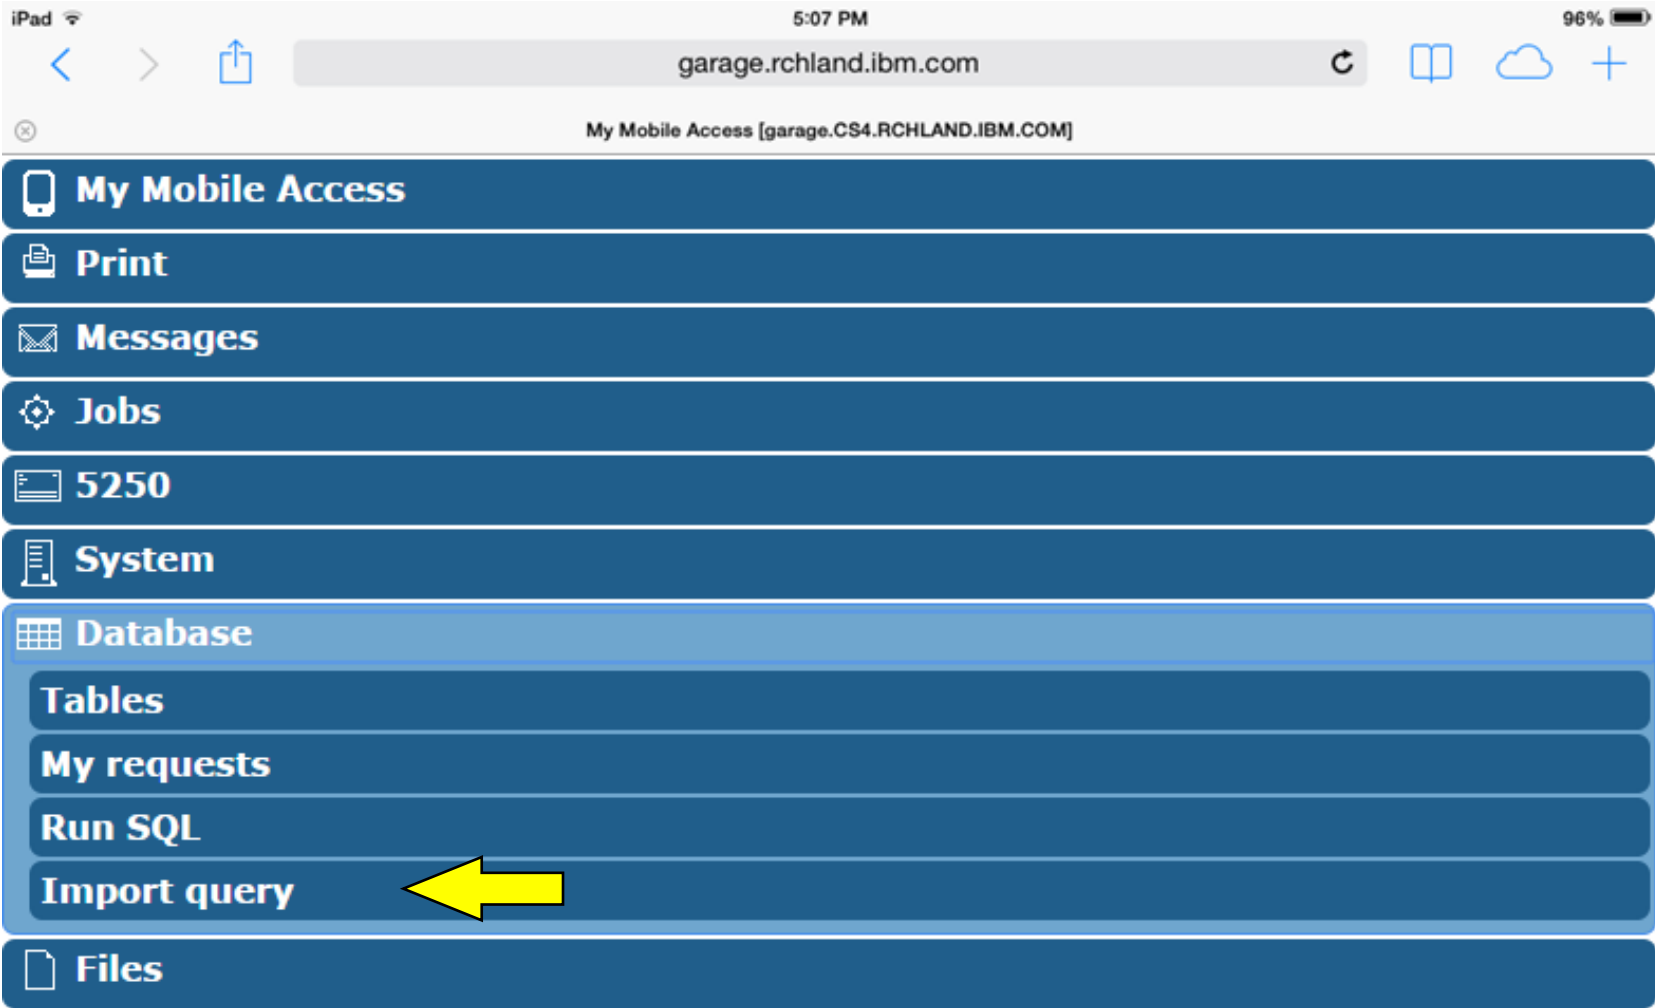 iPad 5:07 PM 96%
garage.rchland.ibm.com
My Mobile Access [garage.CS4.RCHLAND.IBM.COM]
My Mobile Access
Print
Messages
Jobs
5250
System
Database
Tables
My requests
Run SQL
Import query
Files